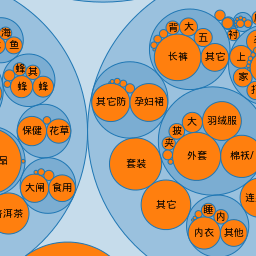 海
鱼
蜂 其
蜂 蜂
保健 花草
品
大闸 食用
洱茶
背 大
五
长裤 其它
衬
上
家
其它防 孕妇裙
大
披 羽绒服
夹
外套 棉袄/
套装
其它
连
睡 内
内衣 其他